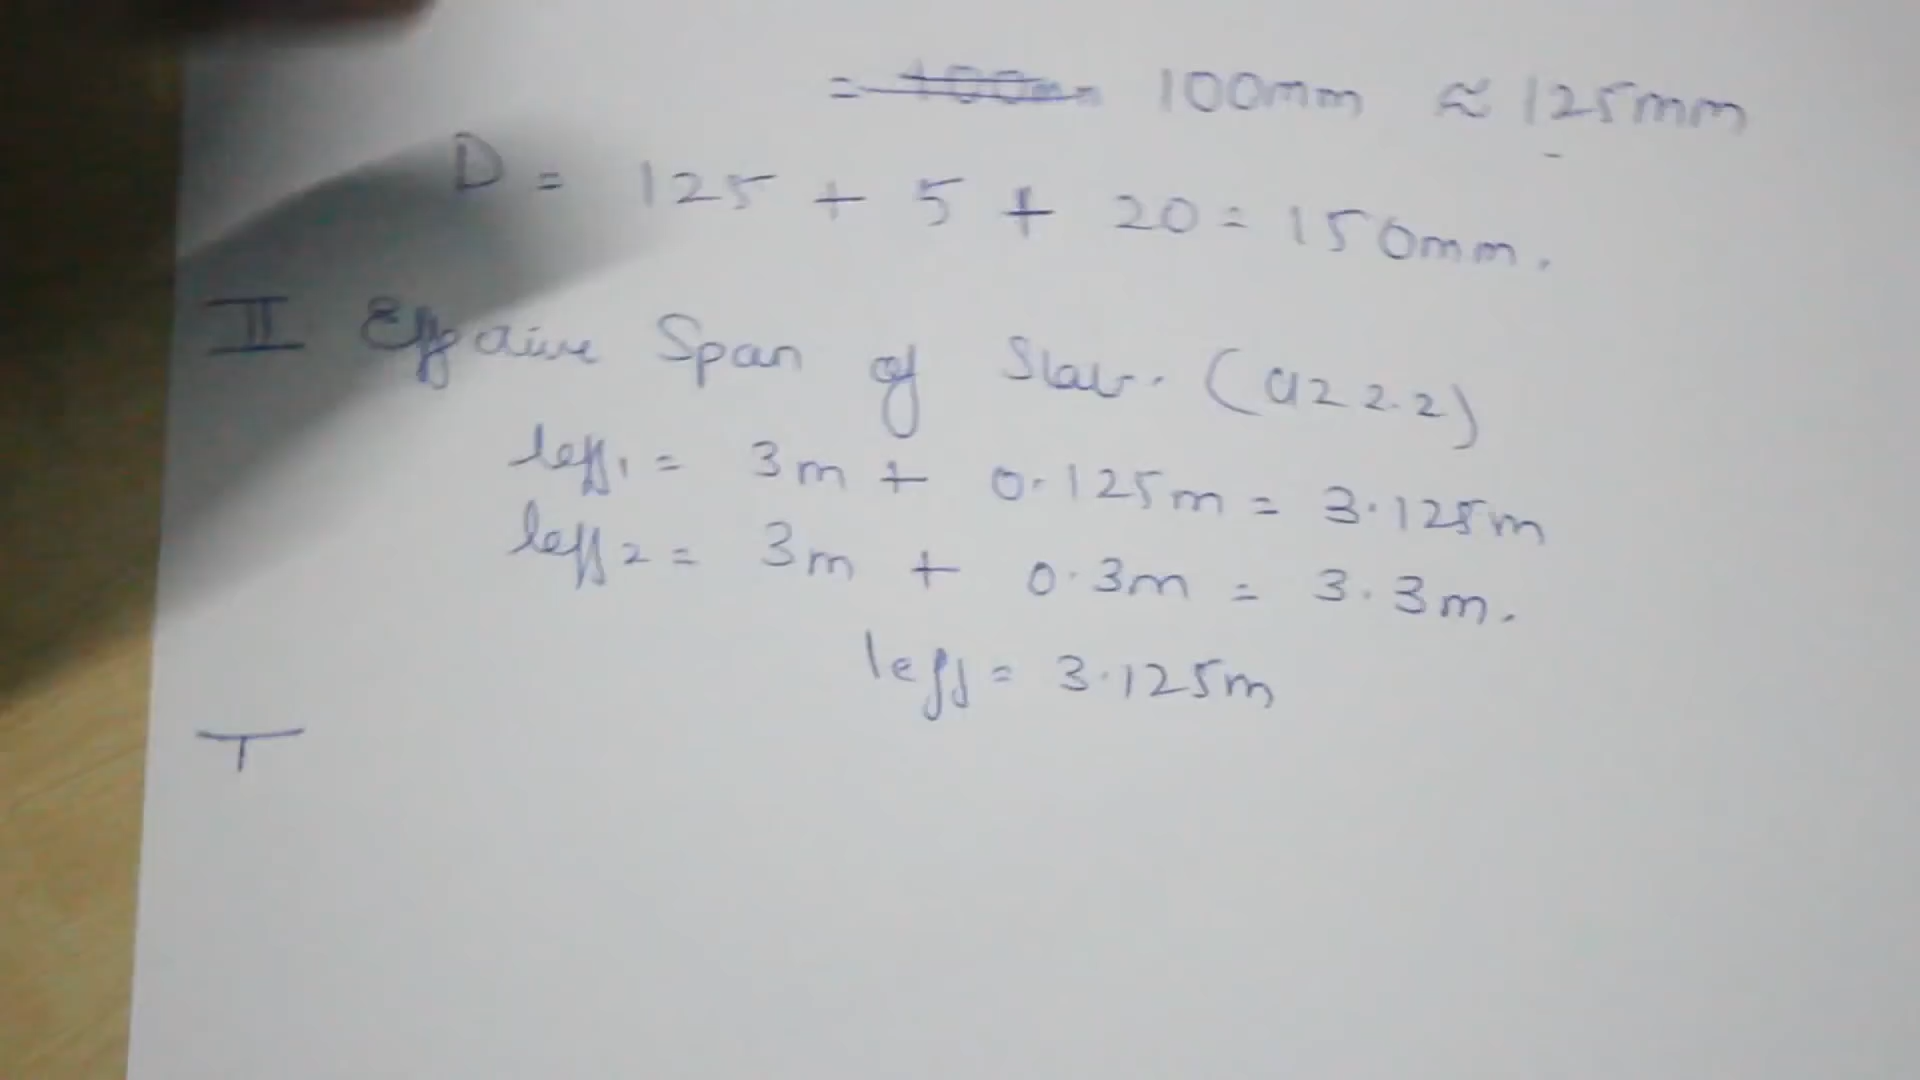 = 100mm 100mm ≈ 125mm
D = 125 + 5 + 20 = 150mm.
II Effective Span of Slab. (22.2)
leff1 = 3m + 0.125m = 3.125m
leff2 = 3m + 0.3m = 3.3m.
leff = 3.125m